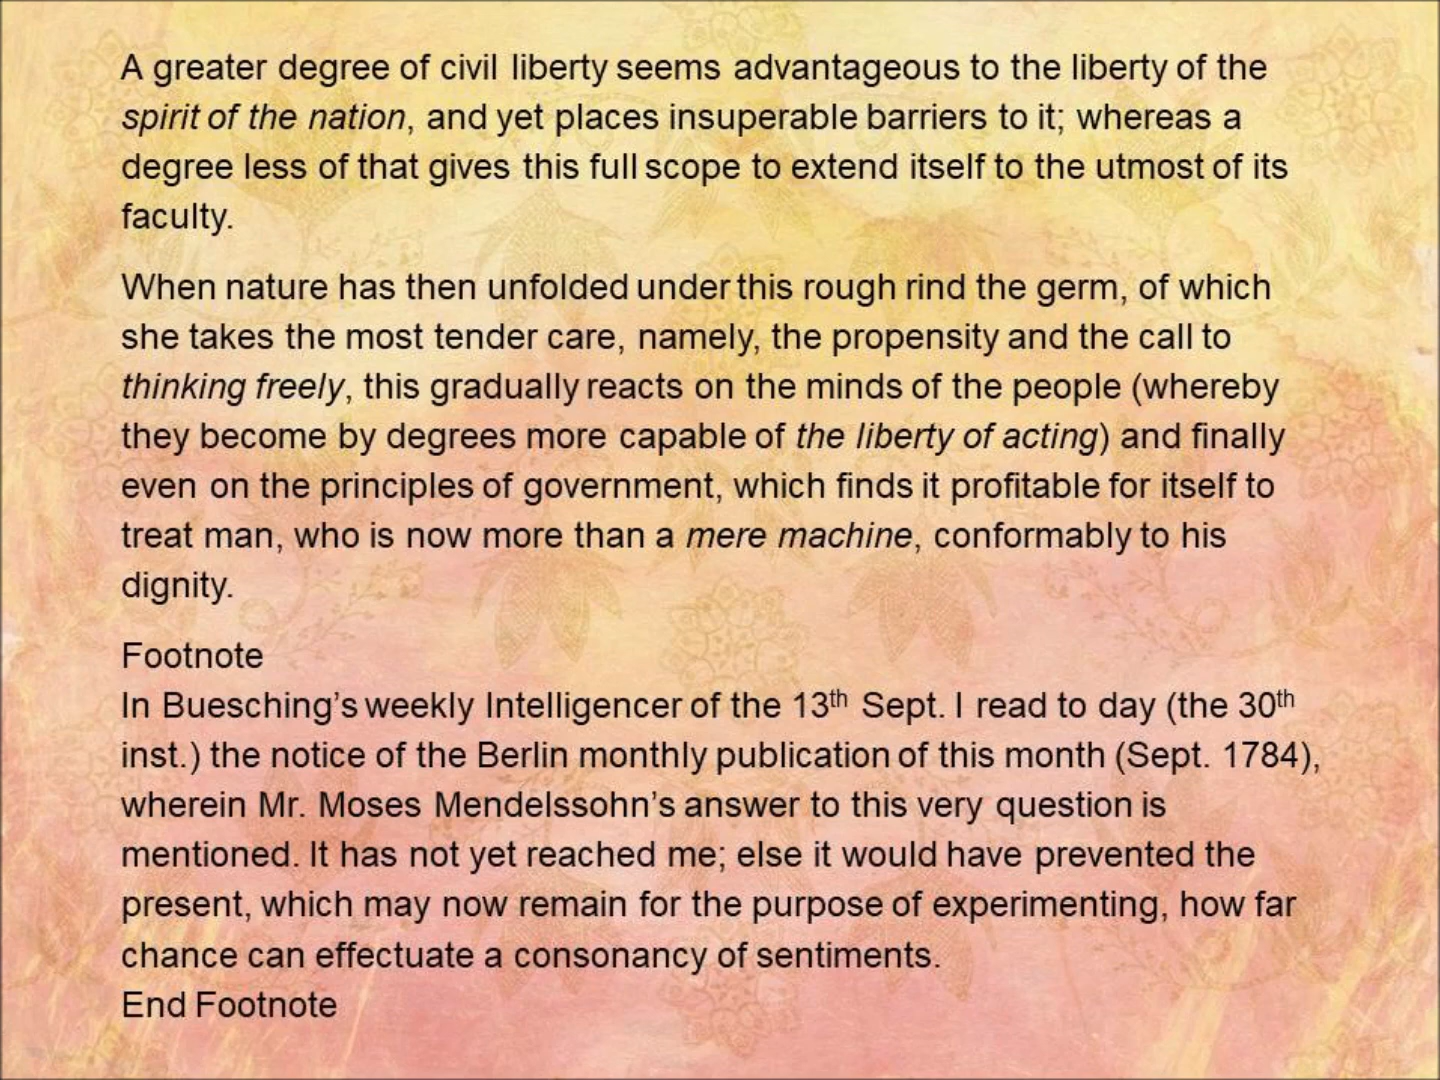 A greater degree of civil liberty seems advantageous to the liberty of the
spirit of the nation, and yet places insuperable barriers to it; whereas a
degree less of that gives this full scope to extend itself to the utmost of its
faculty.
When nature has then unfolded under this rough rind the germ, of which
she takes the most tender care, namely, the propensity and the call to
thinking freely, this gradually reacts on the minds of the people (whereby
they become by degrees more capable of the liberty of acting) and finally
even on the principles of government, which finds it profitable for itself to
treat man, who is now more than a mere machine, conformably to his
dignity.
Footnote
In Buesching’s weekly Intelligencer of the 13th Sept. I read to day (the 30th
inst.) the notice of the Berlin monthly publication of this month (Sept. 1784),
wherein Mr. Moses Mendelssohn’s answer to this very question is
mentioned. It has not yet reached me; else it would have prevented the
present, which may now remain for the purpose of experimenting, how far
chance can effectuate a consonancy of sentiments.
End Footnote